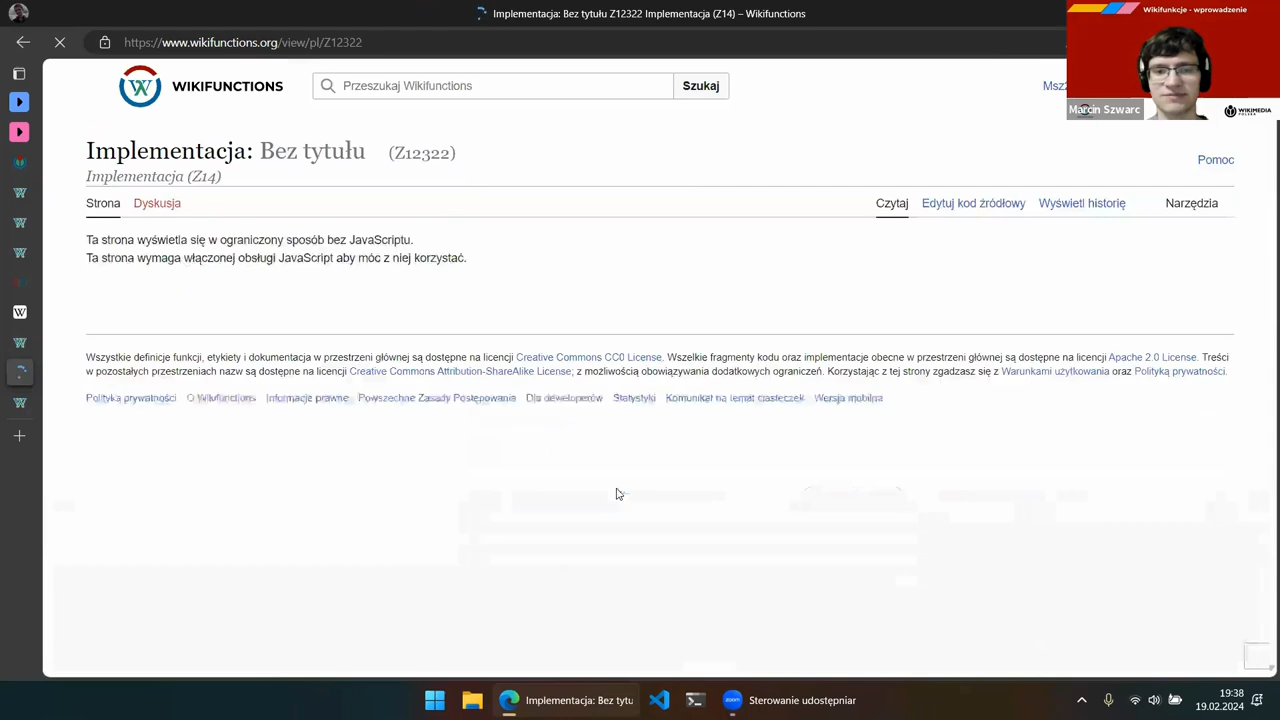 Implementacja: Bez tytułu Z12322 Implementacja (Z14) – Wikifunctions
https://www.wikifunctions.org/view/pl/Z12322
Wikifunkcje - wprowadzenie
Marcin Szwarc
WIKIMEDIA
POLSKA
WIKIFUNCTIONS
Przeszukaj Wikifunctions
Szukaj
Implementacja: Bez tytułu (Z12322)
Implementacja (Z14)
Pomoc
Strona Dyskusja Czytaj Edytuj kod źródłowy Wyświetl historię Narzędzia
Ta strona wyświetla się w ograniczony sposób bez JavaScriptu.
Ta strona wymaga włączonej obsługi JavaScript aby móc z niej korzystać.
Wszystkie definicje funkcji, etykiety i dokumentacja w przestrzeni głównej są dostępne na licencji Creative Commons CC0 License. Wszelkie fragmenty kodu oraz implementacje obecne w przestrzeni głównej są dostępne na licencji Apache 2.0 License. Treści
w pozostałych przestrzeniach nazw są dostępne na licencji Creative Commons Attribution-ShareAlike License; z możliwością obowiązywania dodatkowych ograniczeń. Korzystając z tej strony zgadzasz się z Warunkami użytkowania oraz Polityką prywatności.
Polityka prywatności O Wikifunctions Informacje prawne Powszechne Zasady Postępowania Dla deweloperów Statystyki Komunikat na temat ciasteczek Wersja mobilna
Implementacja: Bez tytu
zoom
Sterowanie udostępniar
19:38
19.02.2024